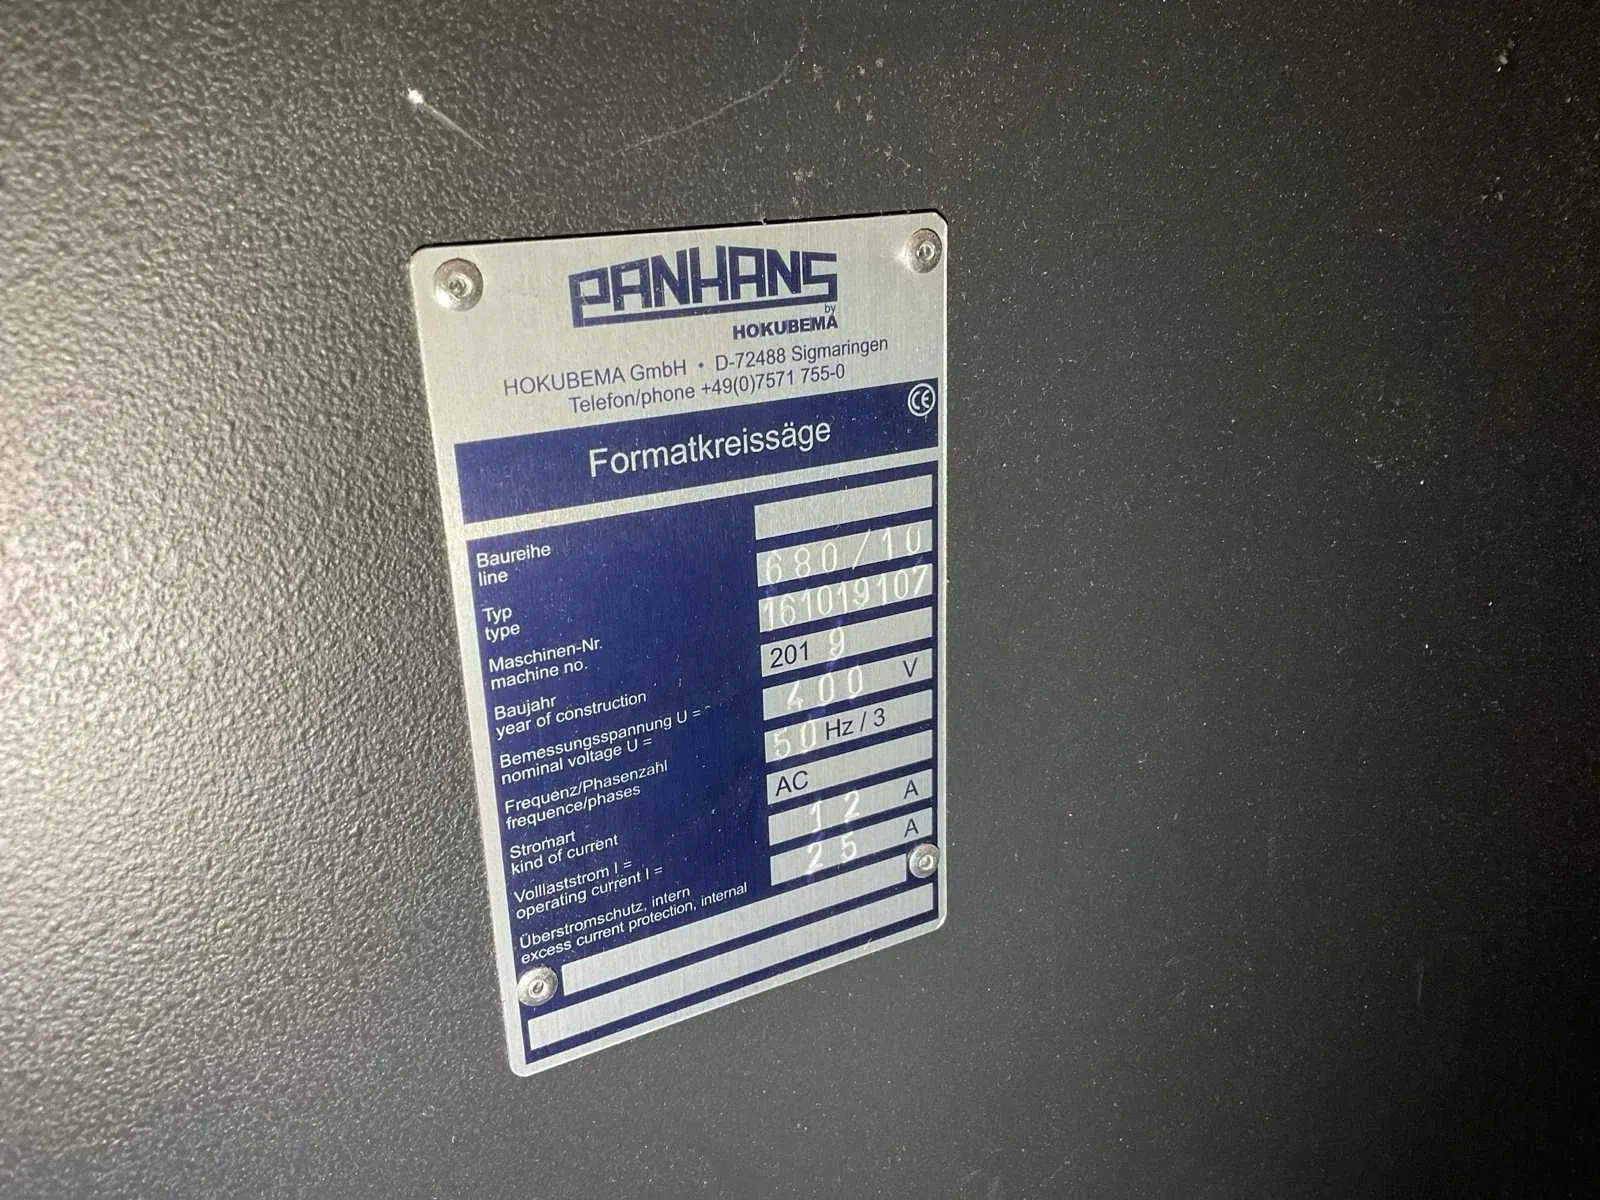 PANHANS
by
HOKUBEMA
HOKUBEMA GmbH • D-72488 Sigmaringen
Telefon/phone +49(0)7571 755-0
CE
Formatkreissäge
Baureihe
line
Typ
type
680/10
Maschinen-Nr.
machine no.
161019107
Baujahr
year of construction
2019
Bemessungsspannung U =
nominal voltage U =
400 V
Frequenz/Phasenzahl
frequence/phases
50 Hz / 3
Stromart
kind of current
AC
Volllaststrom I =
operating current I =
12 A
Überstromschutz, intern
excess current protection, internal
25 A